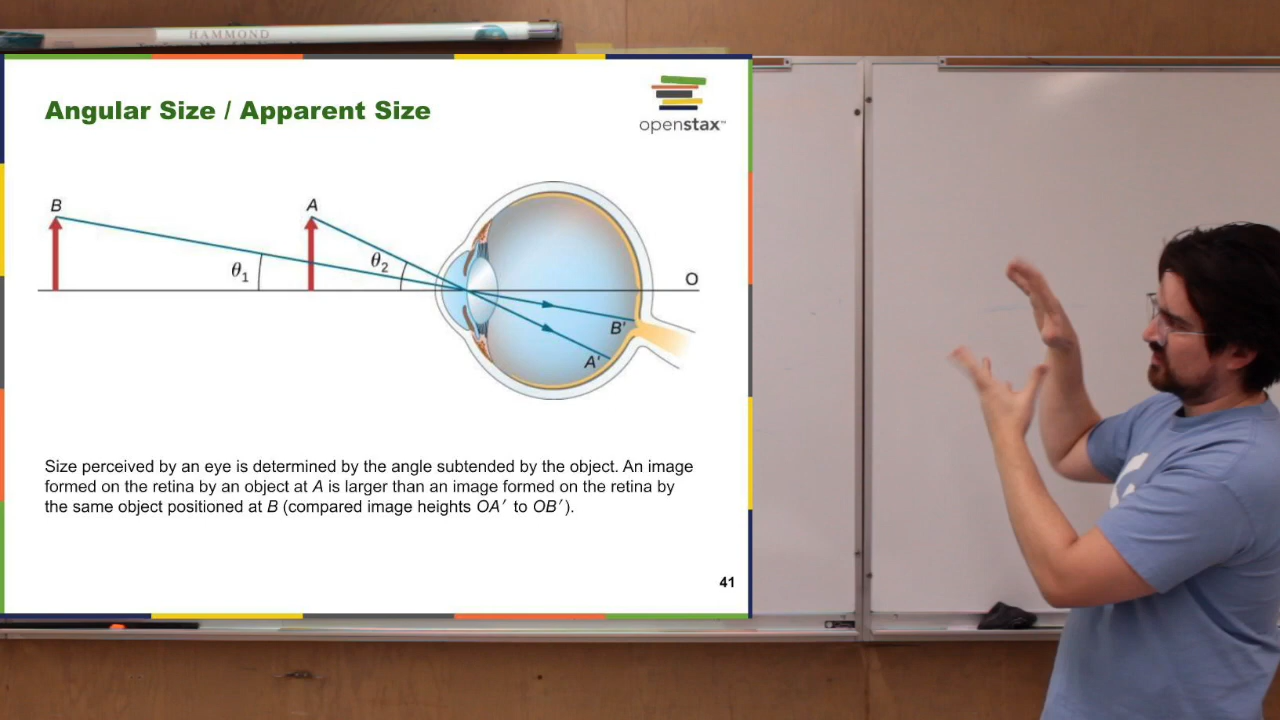 HAMMOND
Angular Size / Apparent Size
openstax™
B
A
θ1
θ2
O
B'
A'
Size perceived by an eye is determined by the angle subtended by the object. An image
formed on the retina by an object at A is larger than an image formed on the retina by
the same object positioned at B (compared image heights OA′ to OB′).
41